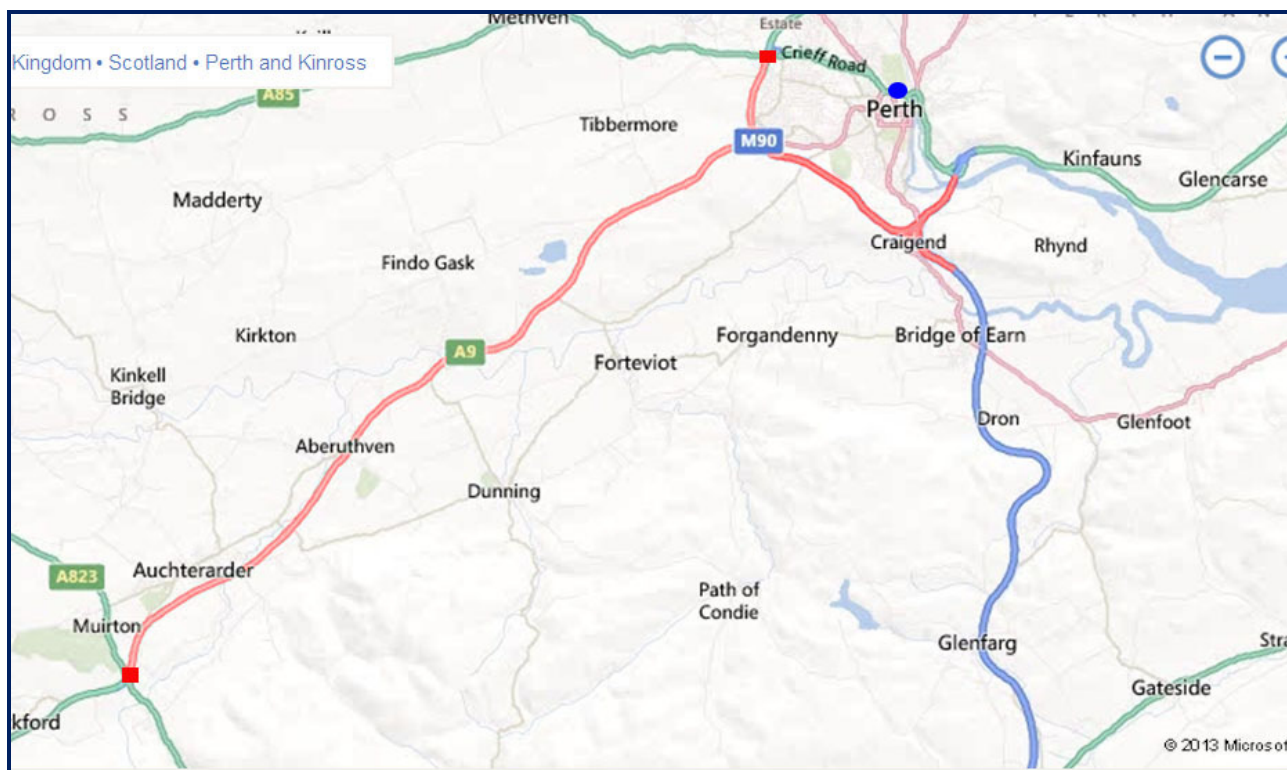 Methven
Estate
Kingdom • Scotland • Perth and Kinross
Crieff Road
A85
Perth
R O S S
Tibbermore
M90
Kinfauns
Glencarse
Madderty
Craigend
Rhynd
Findo Gask
Kirkton
A9
Forgandenny
Bridge of Earn
Forteviot
Kinkell
Bridge
Dron
Glenfoot
Aberuthven
Dunning
A823
Auchterarder
Path of
Condie
Muirton
Glenfarg
Stra
Gateside
kford
© 2013 Microsof